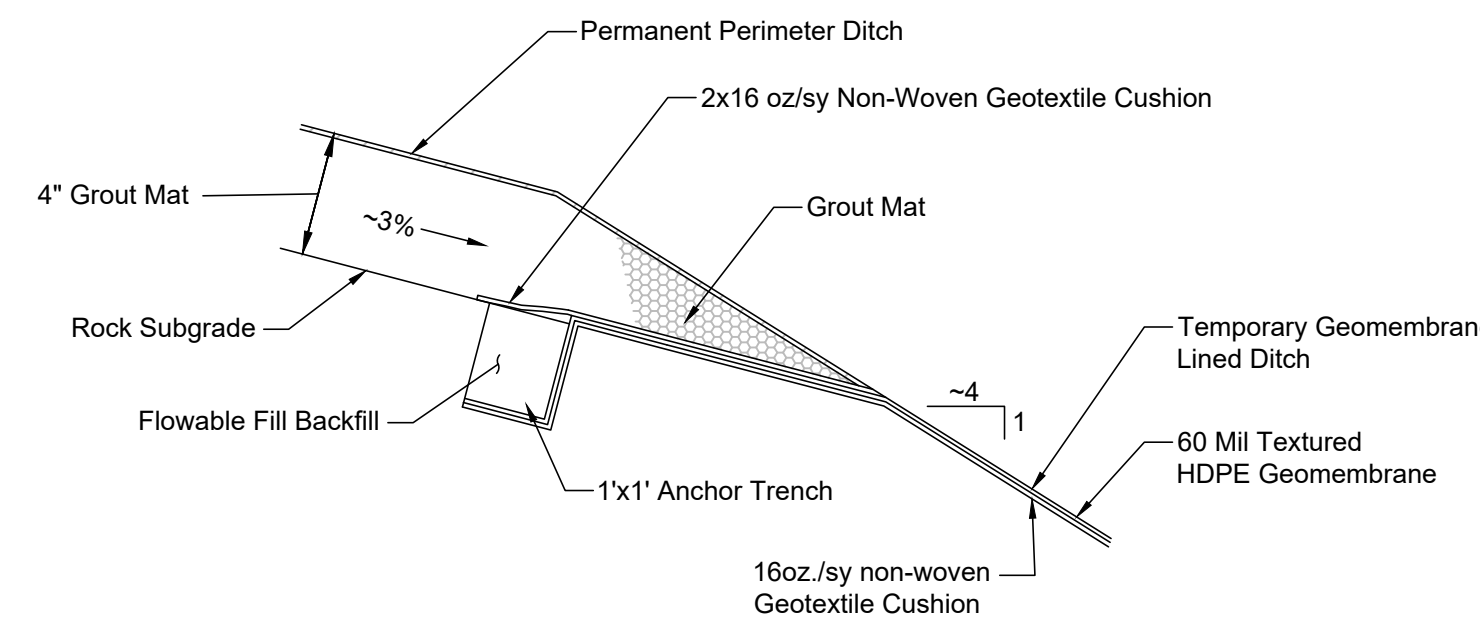 Permanent Perimeter Ditch
2x16 oz/sy Non-Woven Geotextile Cushion
4" Grout Mat
Grout Mat
~3%
Rock Subgrade
Temporary Geomembran
Lined Ditch
~4
1
Flowable Fill Backfill
60 Mil Textured
HDPE Geomembrane
1'x1' Anchor Trench
16oz./sy non-woven
Geotextile Cushion